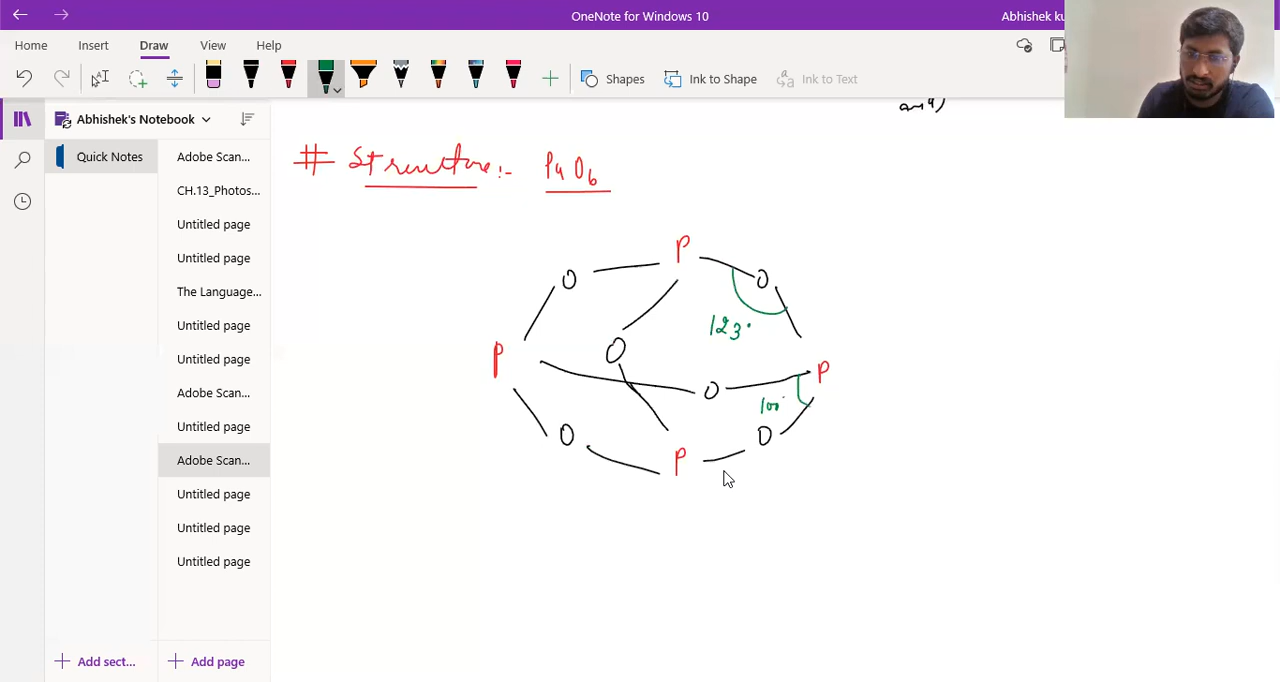 OneNote for Windows 10
Abhishek ku
Home Insert Draw View Help
Shapes Ink to Shape Ink to Text
Abhishek's Notebook
Quick Notes
Adobe Scan...
CH.13_Photos...
Untitled page
Untitled page
The Language...
Untitled page
Untitled page
Adobe Scan...
Untitled page
Adobe Scan...
Untitled page
Untitled page
Untitled page
Add sect... Add page
# Structure:- P4O6
P
O O
123°
P O P
O
100°
O O
P